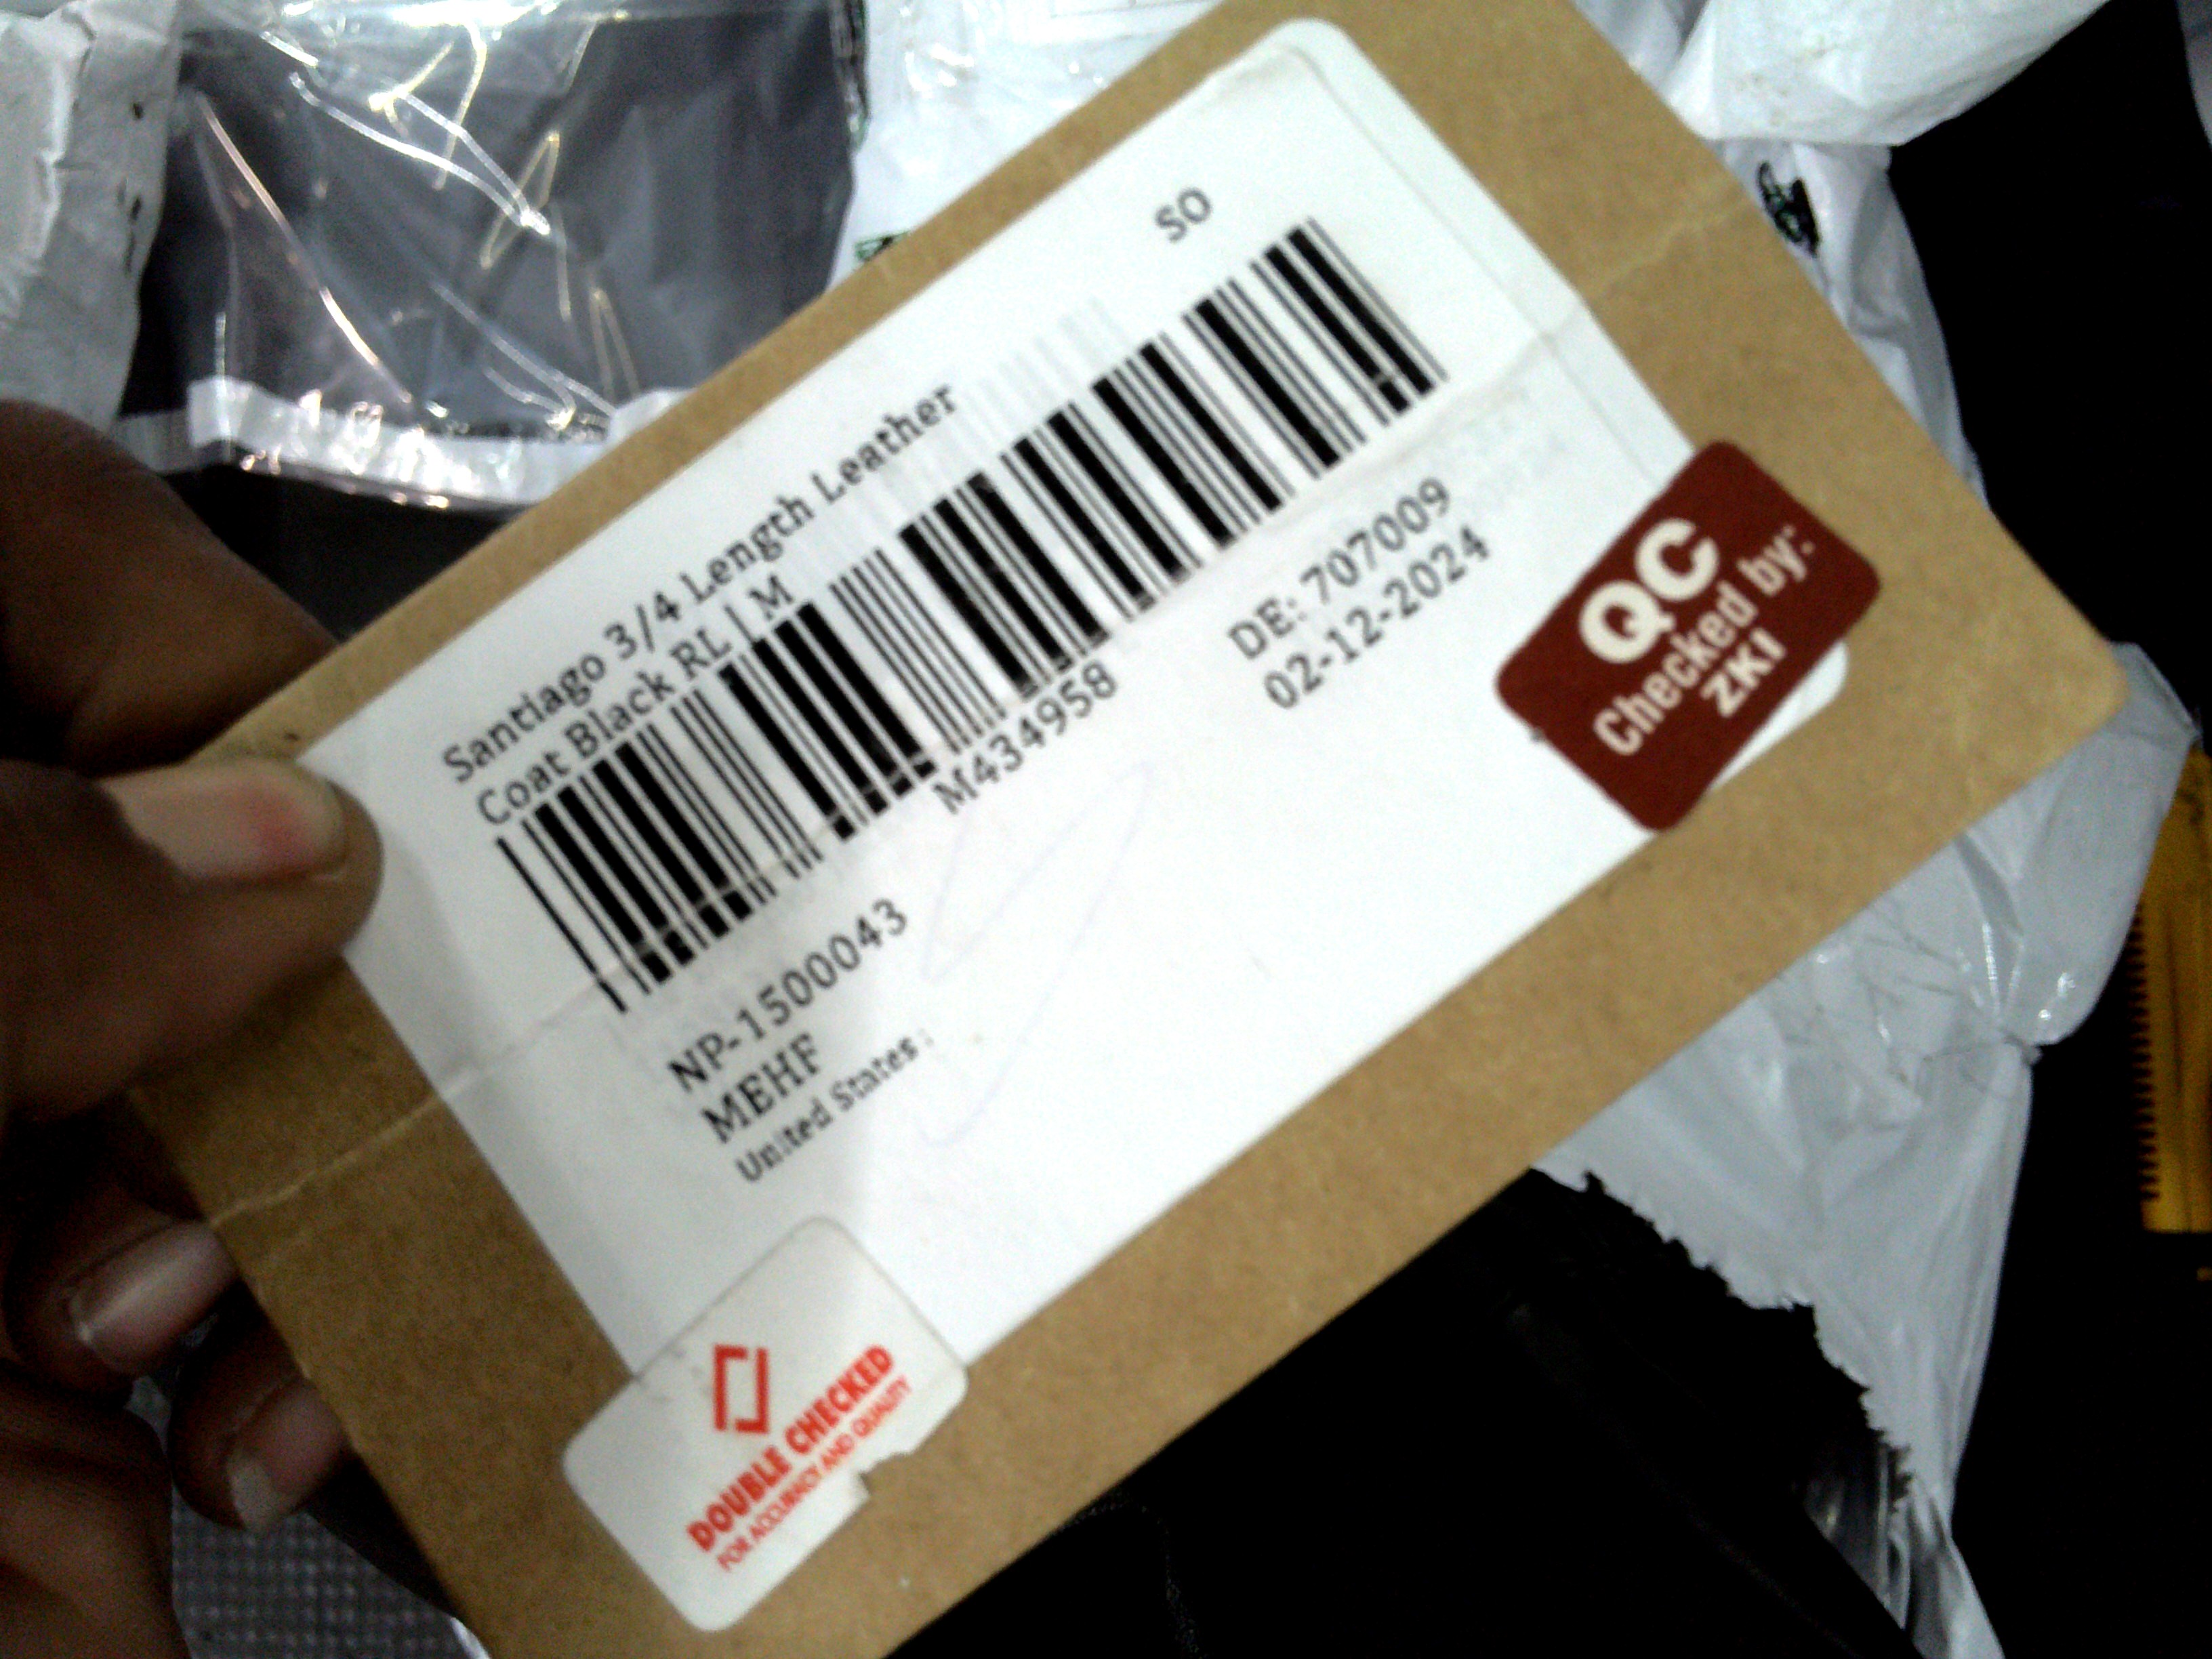 SO
Santiago 3/4 Length Leather
Coat Black RL | M
M434958
DE: 707009
02-12-2024
NP-1500043
MEHF
United States :
QC
Checked by:
ZKI
DOUBLE CHECKED
FOR ACCURANCY AND QUALITY